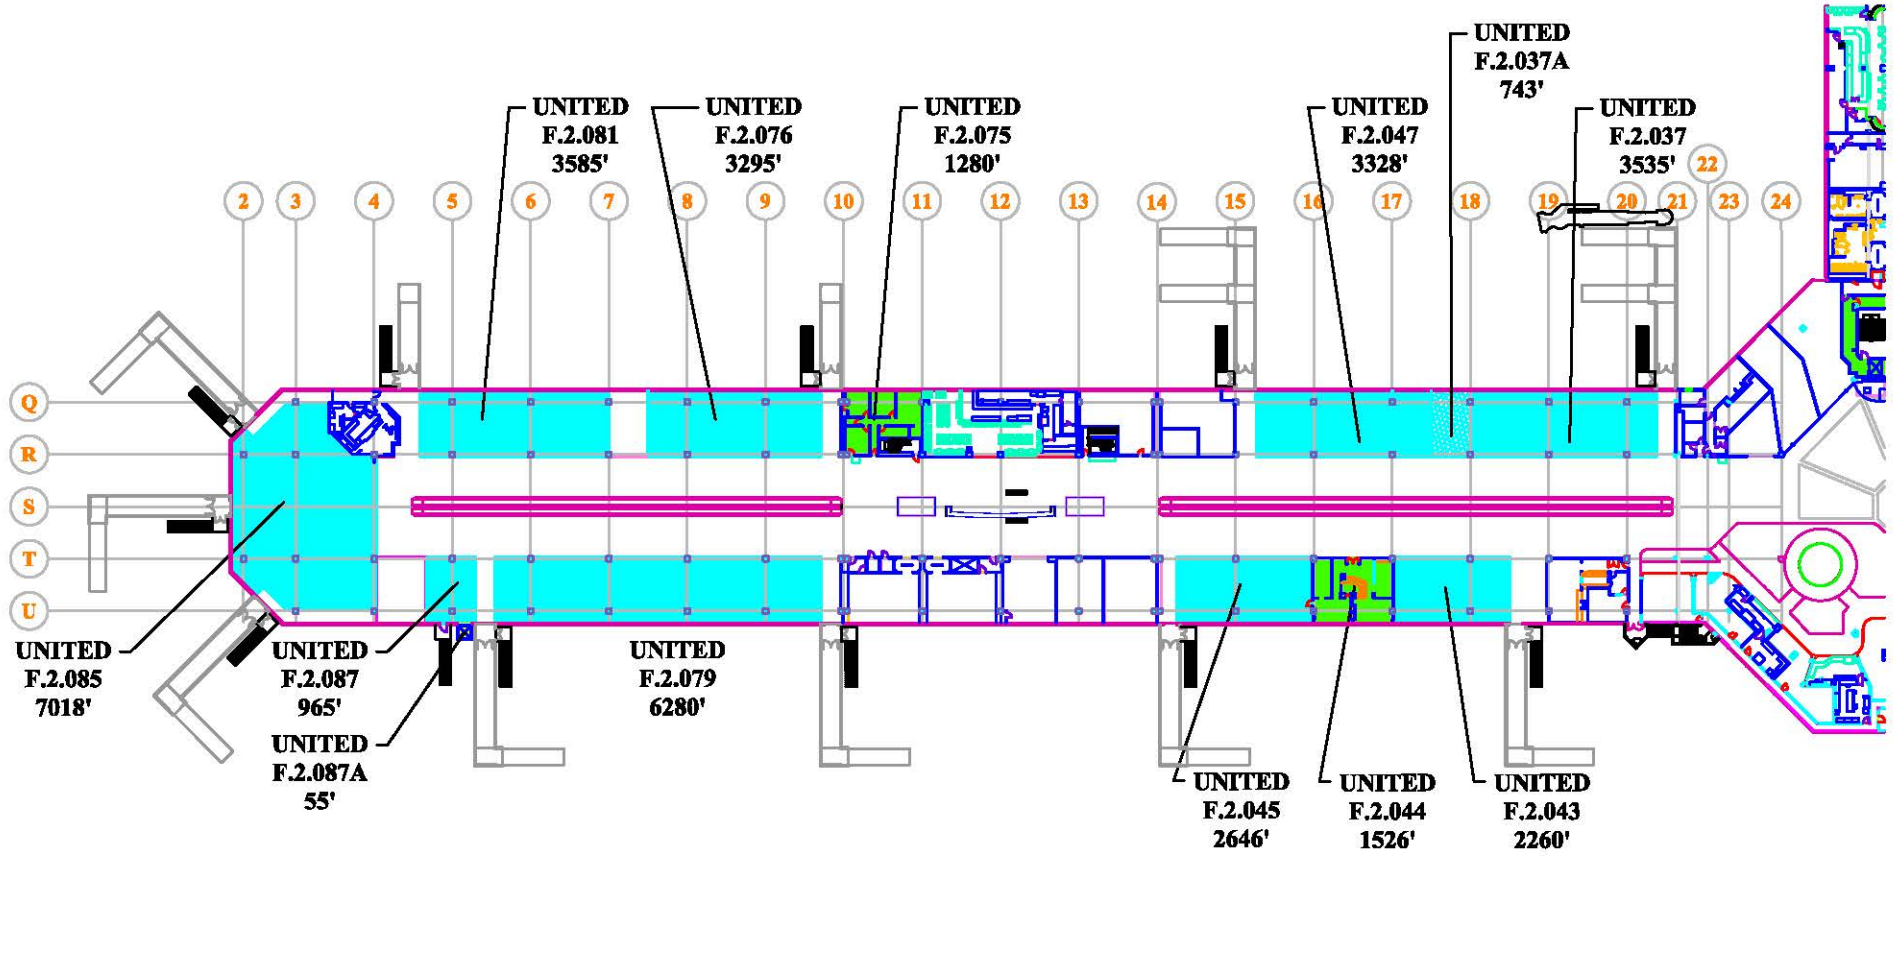 UNITED
F.2.037A
743'
UNITED
F.2.081
3585'
UNITED
F.2.076
3295'
UNITED
F.2.075
1280'
UNITED
F.2.047
3328'
UNITED
F.2.037
3535'
22
2 3 4 5 6 7 8 9 10 11 12 13 14 15 16 17 18 19 20 21 23 24
Q
R
S
T
U
UNITED
F.2.085
7018'
UNITED
F.2.087
965'
UNITED
F.2.079
6280'
UNITED
F.2.087A
55'
UNITED
F.2.045
2646'
UNITED
F.2.044
1526'
UNITED
F.2.043
2260'